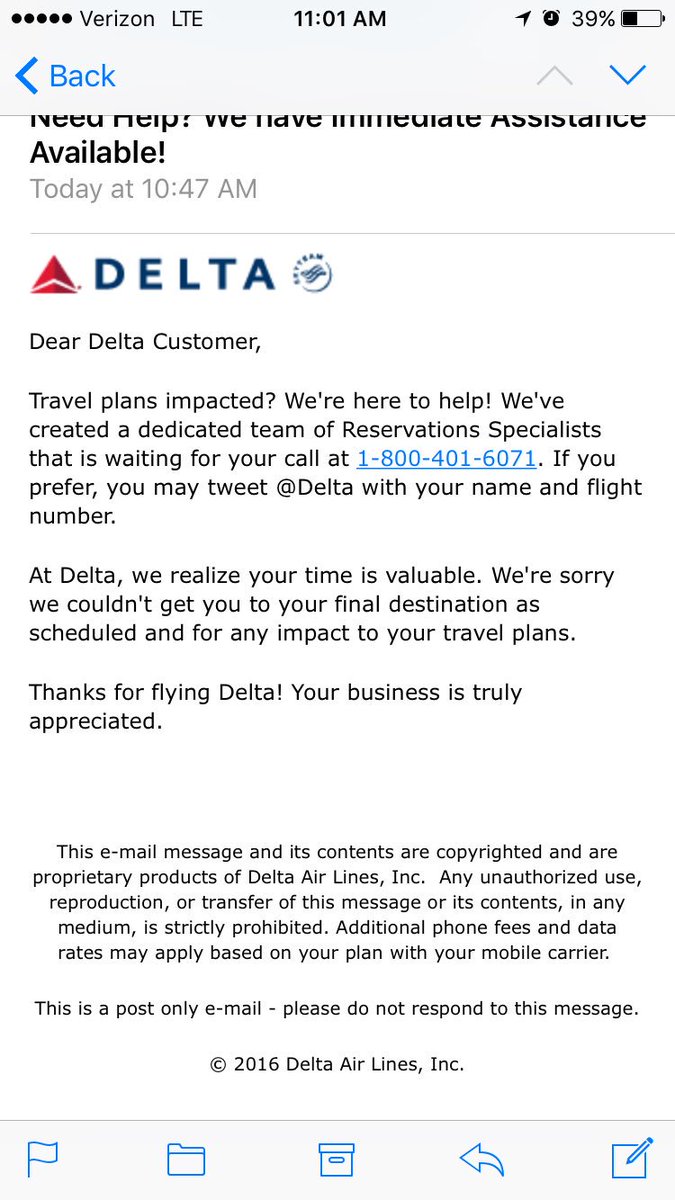 Verizon LTE 11:01 AM 39%
Back
Need Help? We have Immediate Assistance
Available!
Today at 10:47 AM
DELTA SKYTEAM
Dear Delta Customer,
Travel plans impacted? We're here to help! We've
created a dedicated team of Reservations Specialists
that is waiting for your call at 1-800-401-6071. If you
prefer, you may tweet @Delta with your name and flight
number.
At Delta, we realize your time is valuable. We're sorry
we couldn't get you to your final destination as
scheduled and for any impact to your travel plans.
Thanks for flying Delta! Your business is truly
appreciated.
This e-mail message and its contents are copyrighted and are
proprietary products of Delta Air Lines, Inc.  Any unauthorized use,
reproduction, or transfer of this message or its contents, in any
medium, is strictly prohibited. Additional phone fees and data
rates may apply based on your plan with your mobile carrier.
This is a post only e-mail - please do not respond to this message.
© 2016 Delta Air Lines, Inc.